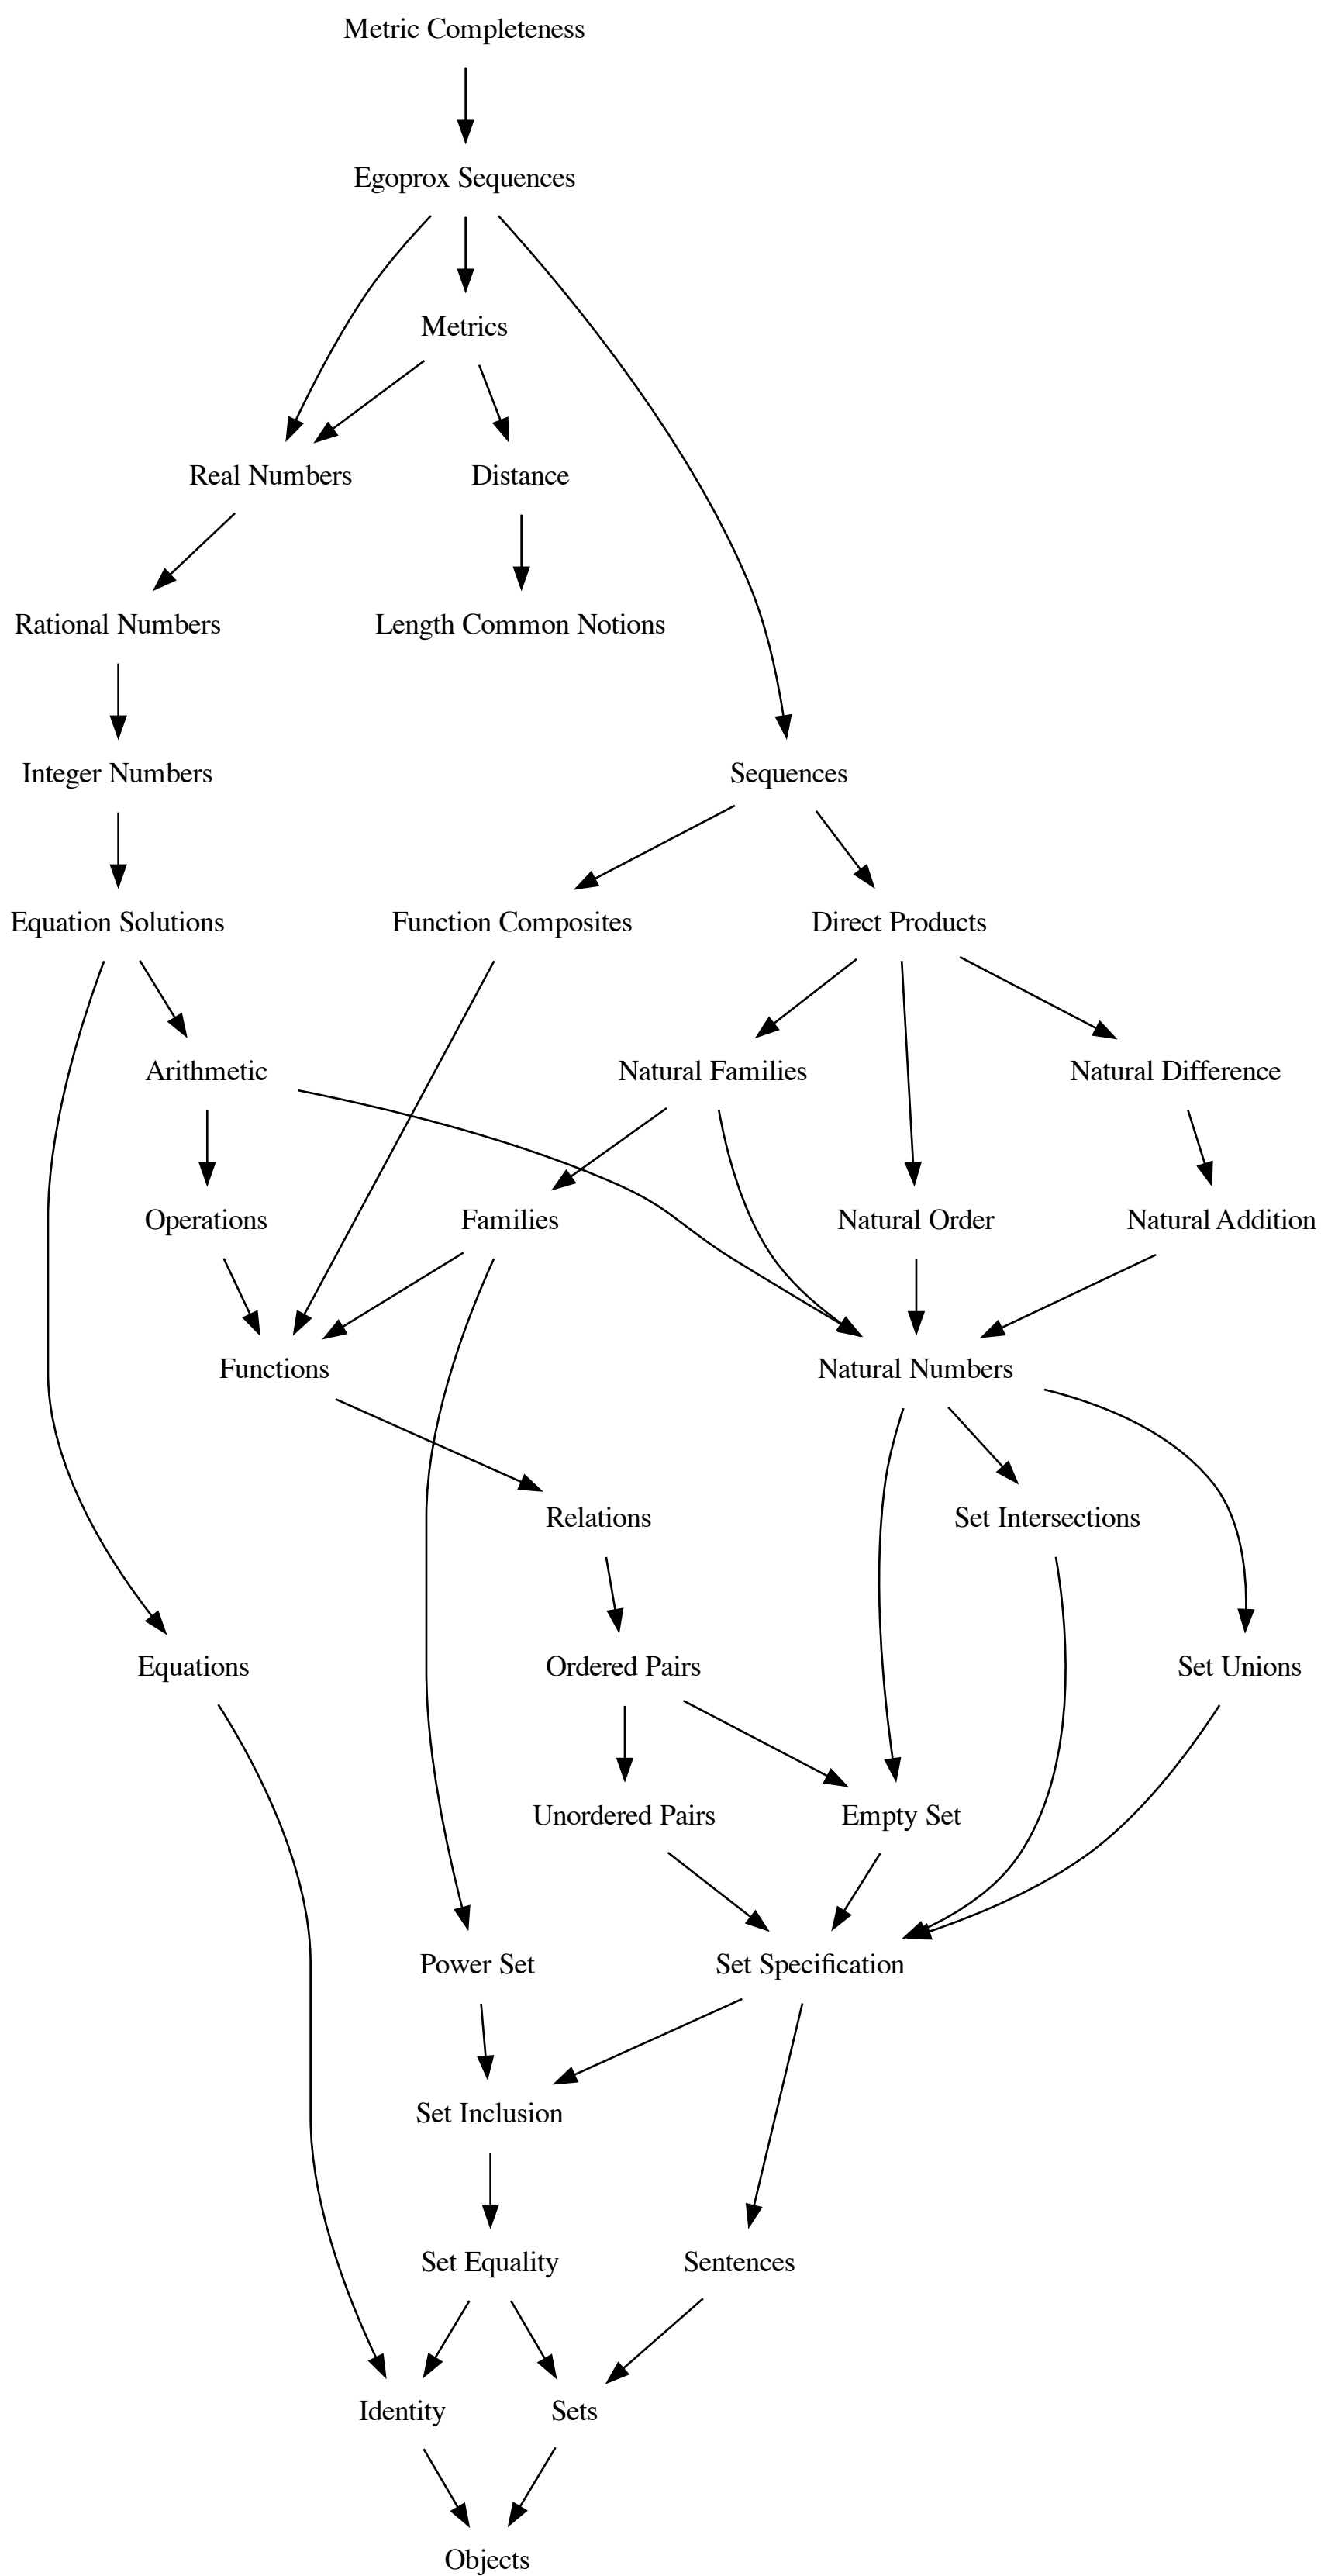 Metric Completeness
Egoprox Sequences
Metrics
Real Numbers
Distance
Rational Numbers
Length Common Notions
Integer Numbers
Sequences
Equation Solutions
Function Composites
Direct Products
Arithmetic
Natural Families
Natural Difference
Operations
Families
Natural Order
Natural Addition
Functions
Natural Numbers
Relations
Set Intersections
Equations
Ordered Pairs
Set Unions
Unordered Pairs
Empty Set
Power Set
Set Specification
Set Inclusion
Set Equality
Sentences
Identity
Sets
Objects